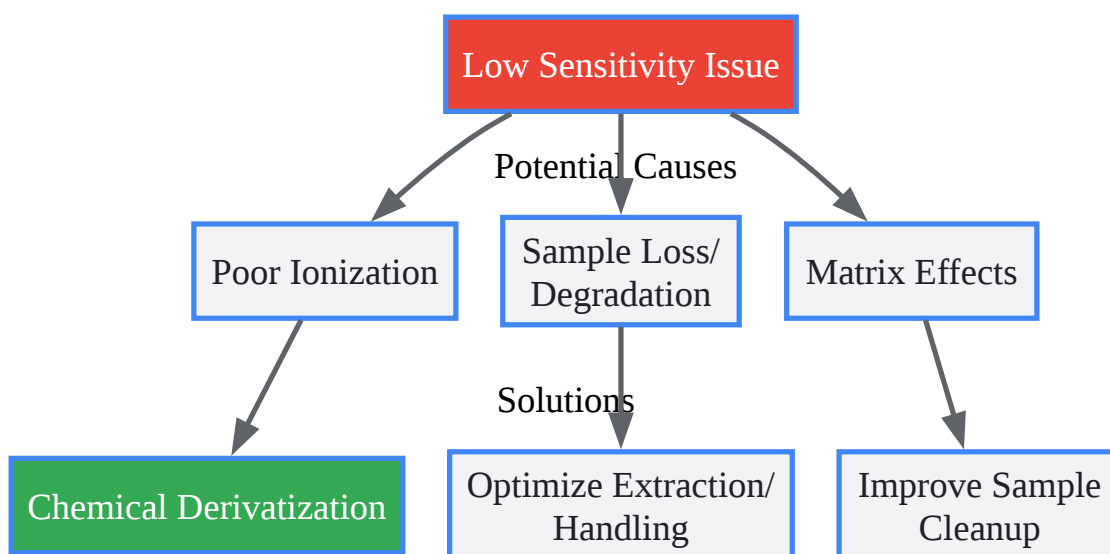 Low Sensitivity Issue
Potential Causes
Poor Ionization
Sample Loss/
Degradation
Matrix Effects
Solutions
Chemical Derivatization
Optimize Extraction/
Handling
Improve Sample
Cleanup